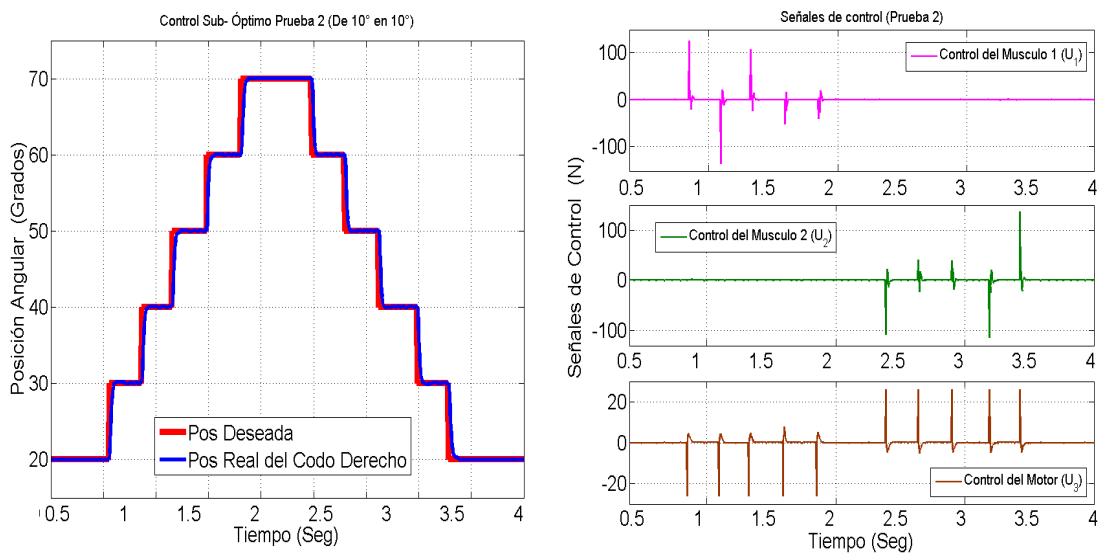 Control Sub- Óptimo Prueba 2 (De 10° en 10°)
70
60
50
40
30
20
Posición Angular (Grados)
Pos Deseada
Pos Real del Codo Derecho
0.5 1 1.5 2 2.5 3 3.5 4
Tiempo (Seg)
Señales de control (Prueba 2)
Señales de Control (N)
100
0
-100
Control del Musculo 1 (U1)
0.5 1 1.5 2 2.5 3 3.5 4
100
0
-100
Control del Musculo 2 (U2)
0.5 1 1.5 2 2.5 3 3.5 4
20
0
-20
Control del Motor (U3)
0.5 1 1.5 2 2.5 3 3.5 4
Tiempo (Seg)